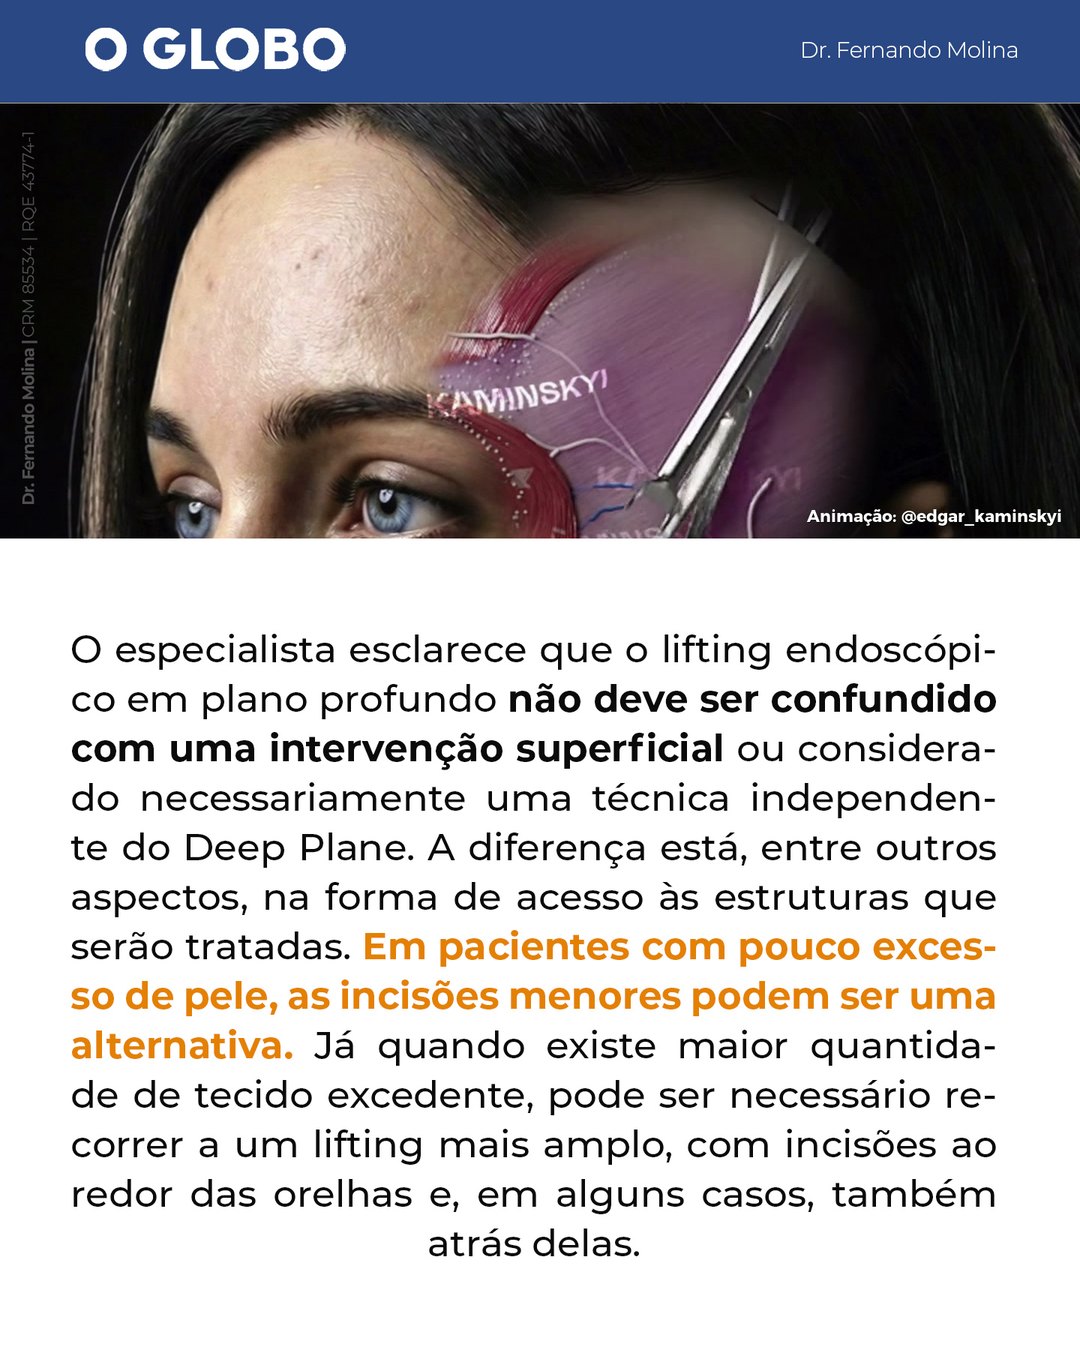 O GLOBO
Dr. Fernando Molina
Dr. Fernando Molina | CRM 85534 | RQE 43774-1
KAMINSKYI
Animação: @edgar_kaminskyi
O especialista esclarece que o lifting endoscópi-
co em plano profundo não deve ser confundido
com uma intervenção superficial ou considera-
do necessariamente uma técnica independen-
te do Deep Plane. A diferença está, entre outros
aspectos, na forma de acesso às estruturas que
serão tratadas. Em pacientes com pouco exces-
so de pele, as incisões menores podem ser uma
alternativa. Já quando existe maior quantida-
de de tecido excedente, pode ser necessário re-
correr a um lifting mais amplo, com incisões ao
redor das orelhas e, em alguns casos, também
atrás delas.